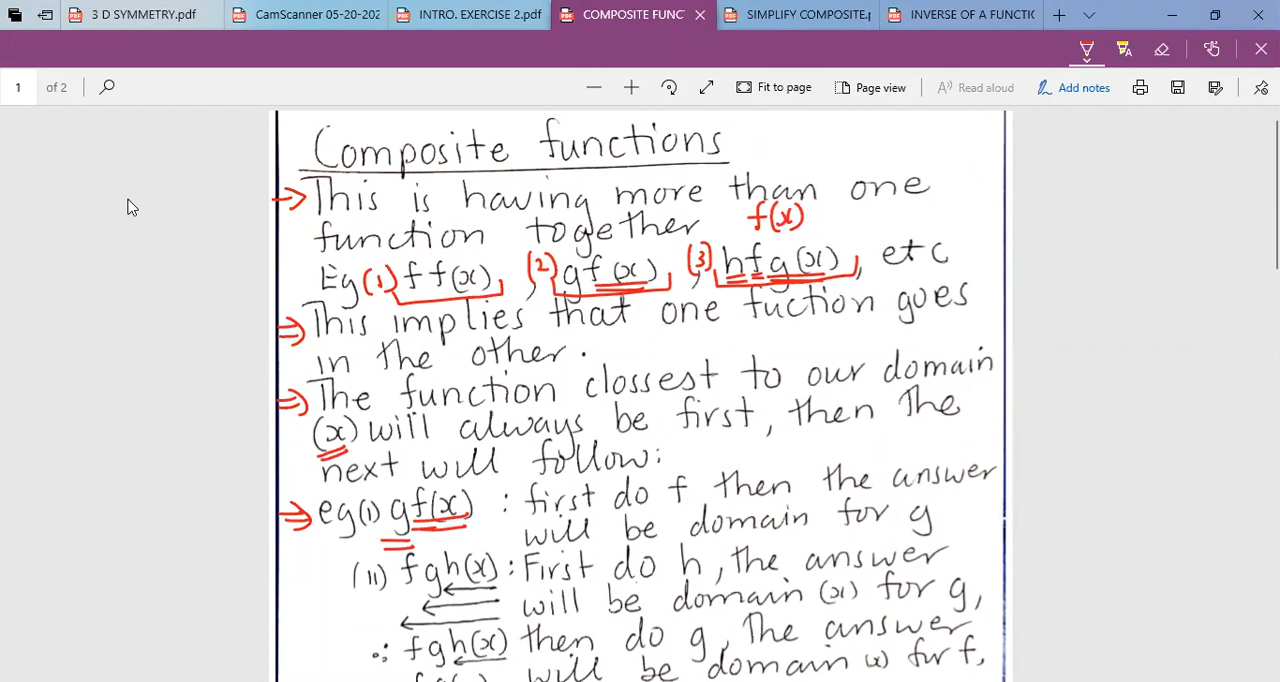 3 D SYMMETRY.pdf
CamScanner 05-20-202
INTRO. EXERCISE 2.pdf
COMPOSITE FUNC
SIMPLIFY COMPOSITE.p
INVERSE OF A FUNCTIO
1 of 2
Fit to page
Page view
Read aloud
Add notes
Composite functions
→ This is having more than one
function together f(x)
Eg (1) ff(x), (2) gf(x), (3) hfg(x), etc
⇒ This implies that one fuction goes
in the other.
⇒ The function clossest to our domain
(x) will always be first, then the
next will follow:
⇒ eg(1) gf(x) : first do f then the answer
will be domain for g
(11) fgh(x) : First do h, the answer
will be domain (x) for g,
∴ fgh(x) then do g, The answer
will be domain (x) for f,